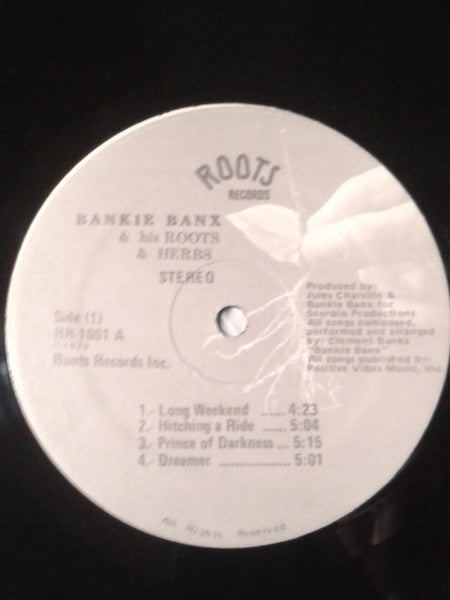 ROOTS
RECORDS
BANKIE BANX
& his ROOTS
& HERBS
STEREO
Side (1)
RR-1001 A
Roots Records Inc.
Produced by:
Jules Charville &
Bankie Banx for
Scorpio Productions
All songs composed,
performed and arranged
by: Clement Banks
"Bankie Banx"
All songs published by:
Positive Vibes Music, Inc
1.- Long Weekend ...... 4:23
2.- Hitching a Ride ...... 5:04
3.- Prince of Darkness ... 5:15
4.- Dreamer .................... 5:01
All Rights Reserved